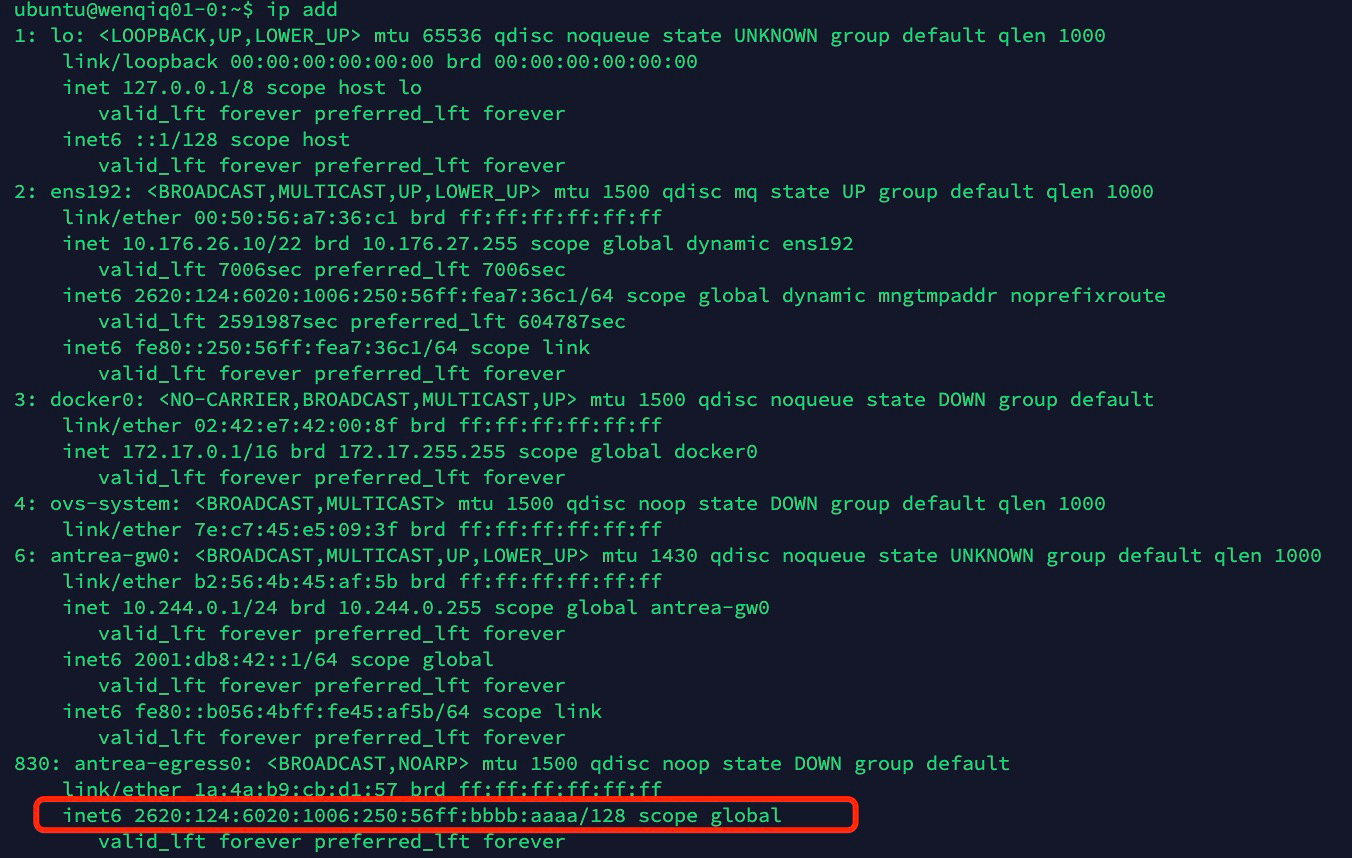 ubuntu@wenqiq01-0:~$ ip add
1: lo: <LOOPBACK,UP,LOWER_UP> mtu 65536 qdisc noqueue state UNKNOWN group default qlen 1000
    link/loopback 00:00:00:00:00:00 brd 00:00:00:00:00:00
    inet 127.0.0.1/8 scope host lo
       valid_lft forever preferred_lft forever
    inet6 ::1/128 scope host
       valid_lft forever preferred_lft forever
2: ens192: <BROADCAST,MULTICAST,UP,LOWER_UP> mtu 1500 qdisc mq state UP group default qlen 1000
    link/ether 00:50:56:a7:36:c1 brd ff:ff:ff:ff:ff:ff
    inet 10.176.26.10/22 brd 10.176.27.255 scope global dynamic ens192
       valid_lft 7006sec preferred_lft 7006sec
    inet6 2620:124:6020:1006:250:56ff:fea7:36c1/64 scope global dynamic mngtmpaddr noprefixroute
       valid_lft 2591987sec preferred_lft 604787sec
    inet6 fe80::250:56ff:fea7:36c1/64 scope link
       valid_lft forever preferred_lft forever
3: docker0: <NO-CARRIER,BROADCAST,MULTICAST,UP> mtu 1500 qdisc noqueue state DOWN group default
    link/ether 02:42:e7:42:00:8f brd ff:ff:ff:ff:ff:ff
    inet 172.17.0.1/16 brd 172.17.255.255 scope global docker0
       valid_lft forever preferred_lft forever
4: ovs-system: <BROADCAST,MULTICAST> mtu 1500 qdisc noop state DOWN group default qlen 1000
    link/ether 7e:c7:45:e5:09:3f brd ff:ff:ff:ff:ff:ff
6: antrea-gw0: <BROADCAST,MULTICAST,UP,LOWER_UP> mtu 1430 qdisc noqueue state UNKNOWN group default qlen 1000
    link/ether b2:56:4b:45:af:5b brd ff:ff:ff:ff:ff:ff
    inet 10.244.0.1/24 brd 10.244.0.255 scope global antrea-gw0
       valid_lft forever preferred_lft forever
    inet6 2001:db8:42::1/64 scope global
       valid_lft forever preferred_lft forever
    inet6 fe80::b056:4bff:fe45:af5b/64 scope link
       valid_lft forever preferred_lft forever
830: antrea-egress0: <BROADCAST,NOARP> mtu 1500 qdisc noop state DOWN group default
    link/ether 1a:4a:b9:cb:d1:57 brd ff:ff:ff:ff:ff:ff
    inet6 2620:124:6020:1006:250:56ff:bbbb:aaaa/128 scope global
       valid_lft forever preferred_lft forever